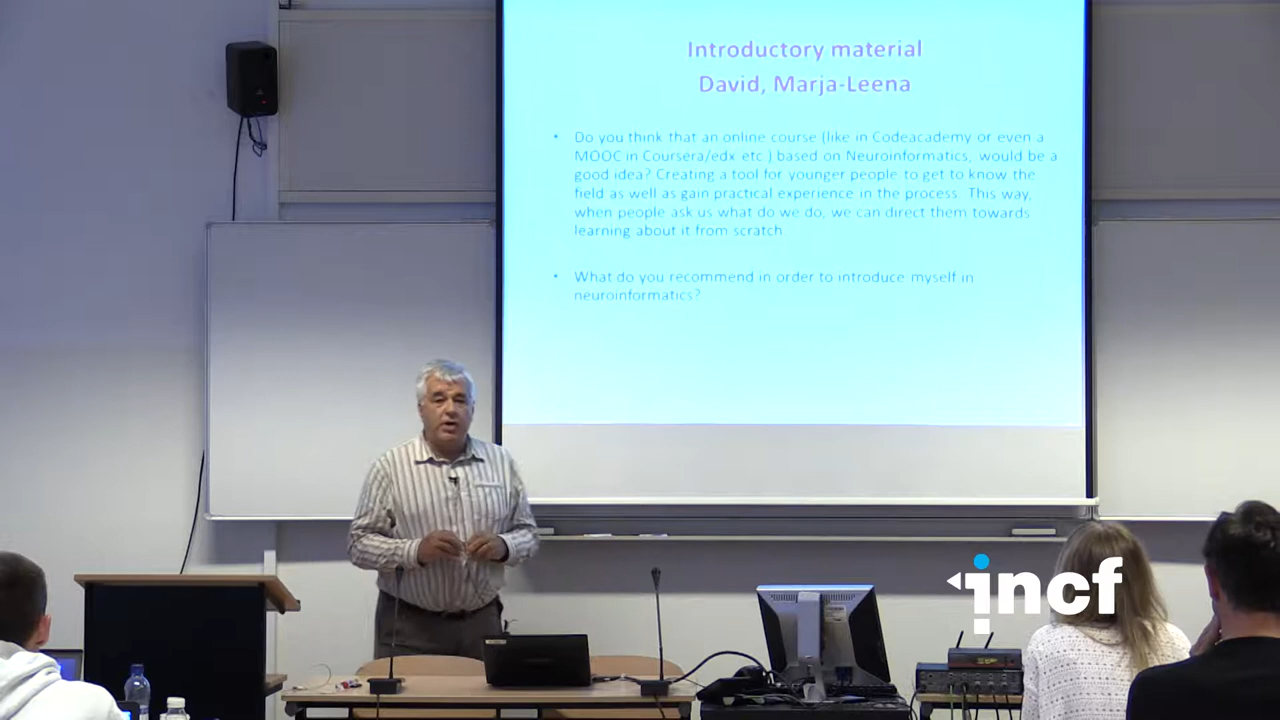 Introductory material
David, Marja-Leena
• Do you think that an online course (like in Codeacademy or even a
MOOC in Coursera/edx etc.) based on Neuroinformatics, would be a
good idea? Creating a tool for younger people to get to know the
field as well as gain practical experience in the process. This way,
when people ask us what do we do, we can direct them towards
learning about it from scratch
• What do you recommend in order to introduce myself in
neuroinformatics?
incf